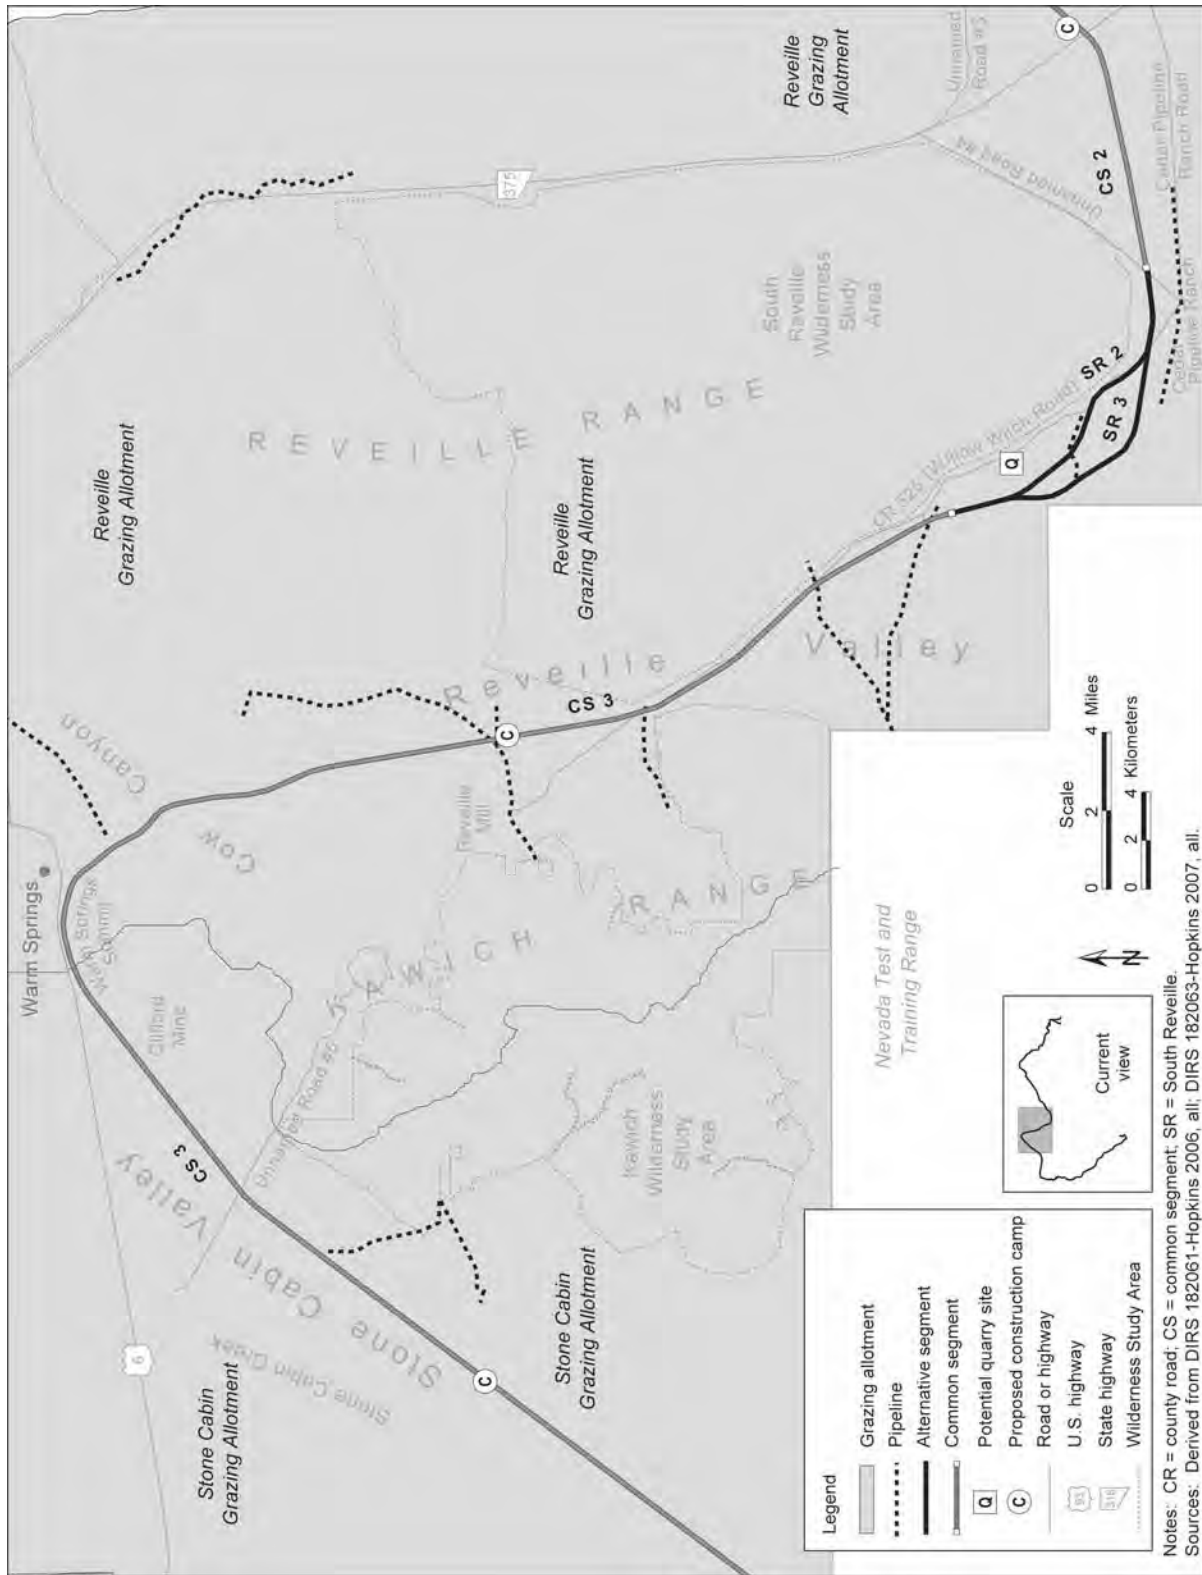 Warm Springs
Warm Springs
Summit
Clifford
Mine
Cow
Canyon
6
Stone Cabin
Grazing Allotment
Stone Cabin Creek
Stone Cabin
Valley
CS 3
Unnamed Road #6
KAWICH
RANGE
Reveille
Mill
C
Stone Cabin
Grazing Allotment
Kawich
Wilderness
Study
Area
Reveille
Grazing Allotment
REVEILLE RANGE
Reveille
Grazing Allotment
C
CS 3
Reveille
Valley
375
South
Reveille
Wilderness
Study
Area
Reveille
Grazing
Allotment
Unnamed
Road #5
Unnamed Road #4
CR 525 (Willow Witch Road)
Q
SR 2
SR 3
CS 2
C
Cedar Pipeline
Ranch Road
Cedar
Pipeline Ranch
Nevada Test and
Training Range
Legend
Grazing allotment
Pipeline
Alternative segment
Common segment
Q Potential quarry site
C Proposed construction camp
Road or highway
93 U.S. highway
318 State highway
Wilderness Study Area
Current
view
N
Scale
0 2 4 Miles
0 2 4 Kilometers
Notes: CR = county road; CS = common segment; SR = South Reveille.
Sources: Derived from DIRS 182061-Hopkins 2006, all; DIRS 182063-Hopkins 2007, all.